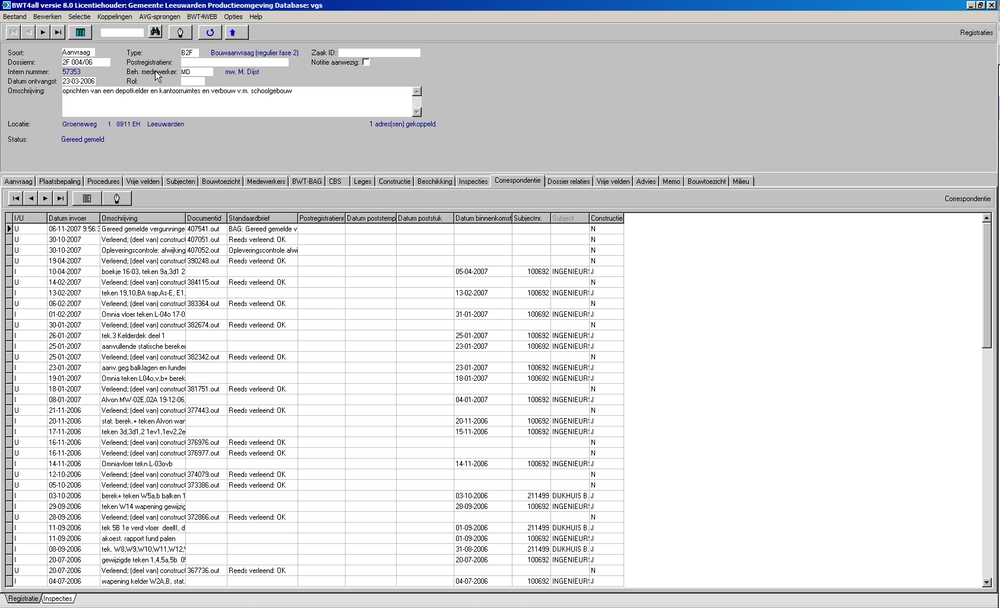 BWT4all versie 8.0 Licentiehouder: Gemeente Leeuwarden Productieomgeving Database: vgs
Bestand Bewerken Selectie Koppelingen AVG-sprongen BWT4WEB Opties Help
Registraties
Soort: Aanvraag Type: B2F Bouwaanvraag (regulier fase 2) Zaak ID:
Dossiernr: 2F 004/06 Postregistratienr: Notitie aanwezig:
Intern nummer: 57353 Beh. medewerker: MD mw. M. Dijst
Datum ontvangst: 23-03-2006 Rol:
Omschrijving: oprichten van een depotkelder en kantoorruimtes en verbouw v.m. schoolgebouw
Locatie: Groeneweg 1 8911 EH Leeuwarden 1 adres(sen) gekoppeld.
Status: Gereed gemeld
Aanvraag Plaatsbepaling Procedures Vrije velden Subjecten Bouwtoezicht Medewerkers BWT-BAG CBS Leges Constructie Beschikking Inspecties Correspondentie Dossier relaties Vrije velden Advies Memo Bouwtoezicht Milieu
Correspondentie
I/U Datum invoer Omschrijving Documentid Standaardbrief Postregistratienr Datum poststemp Datum poststuk Datum binnenkomst Subjectnr. Subject Constructie
U 06-11-2007 9:56:3 Gereed gemelde vergunninge 407541.out BAG: Gereed gemelde v N
U 30-10-2007 Verleend; (deel van) construct 407051.out Reeds verleend: OK N
U 30-10-2007 Opleveringscontrole: afwijking 407052.out Opleveringscontrole afwi N
U 19-04-2007 Verleend; (deel van) construct 390248.out Reeds verleend: OK N
I 10-04-2007 boekje 16-03, teken 9a,3d1 2 05-04-2007 100692 INGENIEURS J
U 14-02-2007 Verleend; (deel van) construct 384115.out Reeds verleend: OK N
I 13-02-2007 teken 19,10,BA trap,As-E, E1, 13-02-2007 100692 INGENIEURS J
U 06-02-2007 Verleend; (deel van) construct 383364.out Reeds verleend: OK N
I 01-02-2007 Omnia vloer teken L-04o 17-0 31-01-2007 100692 INGENIEURS J
U 30-01-2007 Verleend; (deel van) construct 382674.out Reeds verleend: OK N
I 26-01-2007 tek.3 Kelderdek deel 1 25-01-2007 100692 INGENIEURS J
I 25-01-2007 aanvullende statische bereker 23-01-2007 100692 INGENIEURS J
U 25-01-2007 Verleend; (deel van) construct 382342.out Reeds verleend: OK N
I 23-01-2007 aanv.geg.balklagen en funder 23-01-2007 100692 INGENIEURS J
I 19-01-2007 Omnia teken L04o,v,b+ berek 18-01-2007 100692 INGENIEURS J
U 18-01-2007 Verleend; (deel van) construct 381751.out Reeds verleend: OK N
I 08-01-2007 Alvon MW-02E,02A 19-12-06, 04-01-2007 100692 INGENIEURS J
U 21-11-2006 Verleend; (deel van) construct 377443.out Reeds verleend: OK N
I 20-11-2006 stat. berek.+ teken Alvon war 20-11-2006 100692 INGENIEURS J
I 17-11-2006 teken 3d,3d1,2 1ev1,1ev2,2e 15-11-2006 100692 INGENIEURS J
U 16-11-2006 Verleend; (deel van) construct 376976.out Reeds verleend: OK N
U 16-11-2006 Verleend; (deel van) construct 376977.out Reeds verleend: OK N
I 14-11-2006 Omniavloer tekn L-03ovb 14-11-2006 100692 INGENIEURS J
U 12-10-2006 Verleend; (deel van) construct 374079.out Reeds verleend: OK N
U 05-10-2006 Verleend; (deel van) construct 373386.out Reeds verleend: OK N
I 03-10-2006 berek+ teken W5a,b balken 1 03-10-2006 211499 DIJKHUIS B. J
I 29-09-2006 teken W14 wapening gewijzig 28-09-2006 100692 INGENIEURS J
U 28-09-2006 Verleend; (deel van) construct 372866.out Reeds verleend: OK N
I 11-09-2006 tek 5B 1e verd vloer deelII, d 01-09-2006 211499 DIJKHUIS B. J
I 11-09-2006 akoest. rapport fund palen 01-09-2006 100692 INGENIEURS J
I 08-09-2006 tek. W8,W9,W10,W11,W12, 31-08-2006 211499 DIJKHUIS B. J
I 20-07-2006 gewijzigde teken 1,4,5a,5b 05 20-07-2006 100692 INGENIEURS J
U 20-07-2006 Verleend; (deel van) construct 367736.out Reeds verleend: OK N
I 04-07-2006 wapening kelder W2A,B, stat. 04-07-2006 100692 INGENIEURS J
Registratie Inspecties